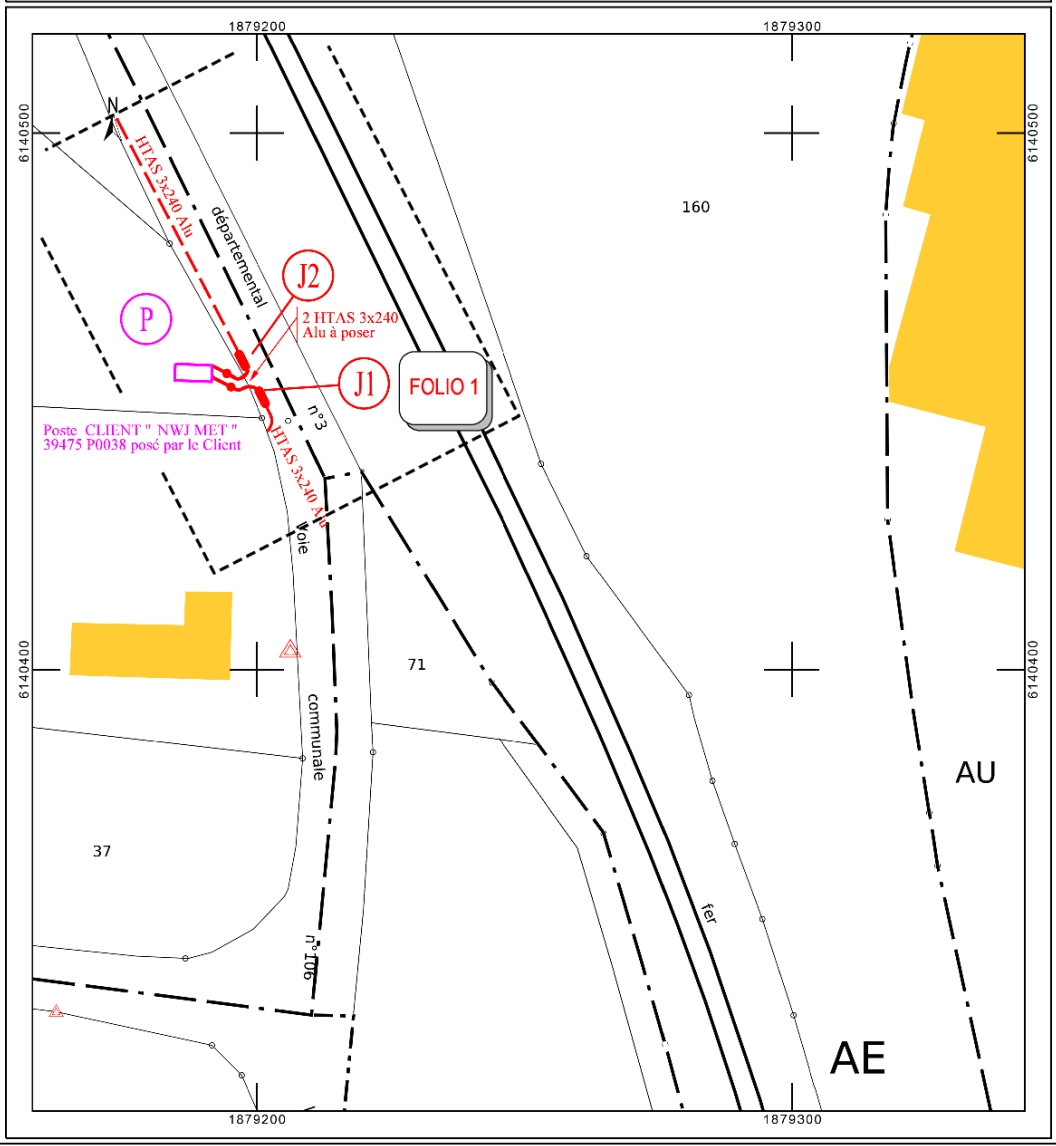 1879200
1879300
6140500
6140500
N
HTAS 3x240 Alu
départemental
160
J2
P
2 HTAS 3x240
Alu à poser
J1
FOLIO 1
n°3
Poste CLIENT " NWJ MET "
39475 P0038 posé par le Client
HTAS 3x240 Alu
Voie
6140400
6140400
71
communale
AU
37
fer
n°106
AE
1879200
1879300